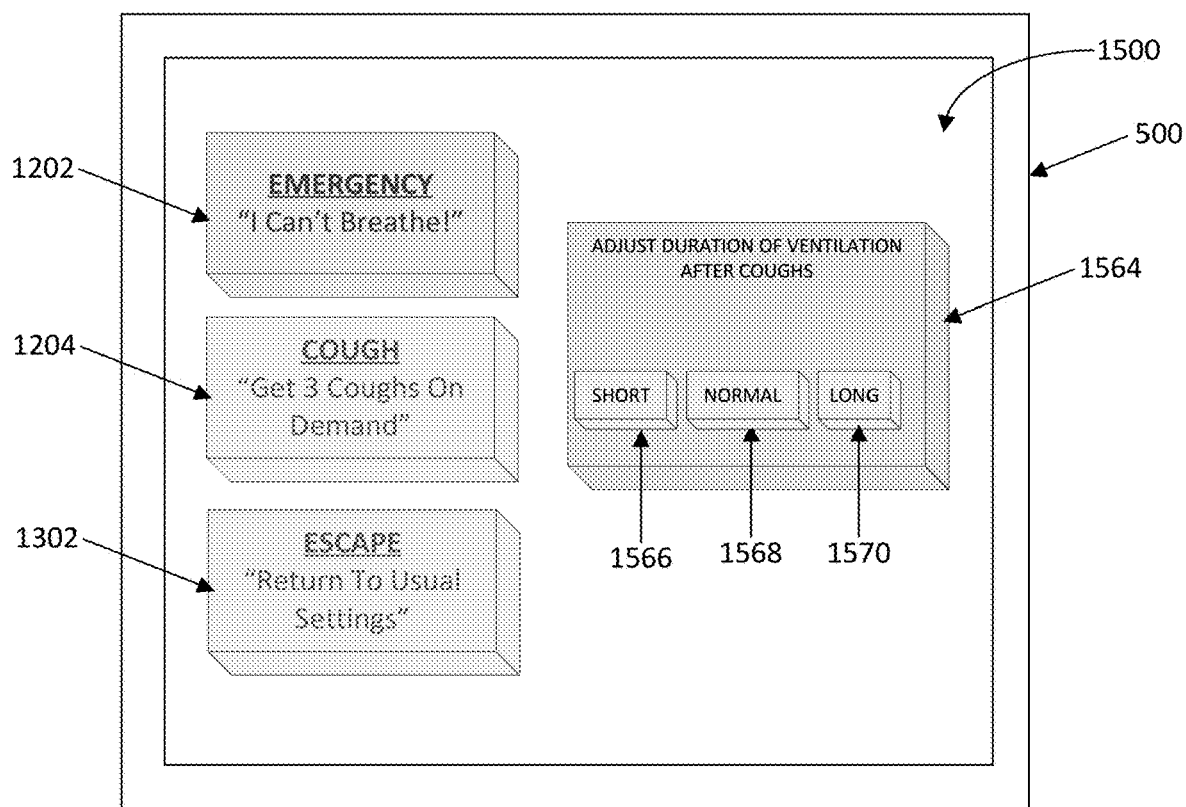 1500
500
1202
EMERGENCY
“I Can’t Breathe!”
ADJUST DURATION OF VENTILATION
AFTER COUGHS
1564
1204
COUGH
“Get 3 Coughs On
Demand”
SHORT
NORMAL
LONG
1302
ESCAPE
“Return To Usual
Settings”
1566
1568
1570